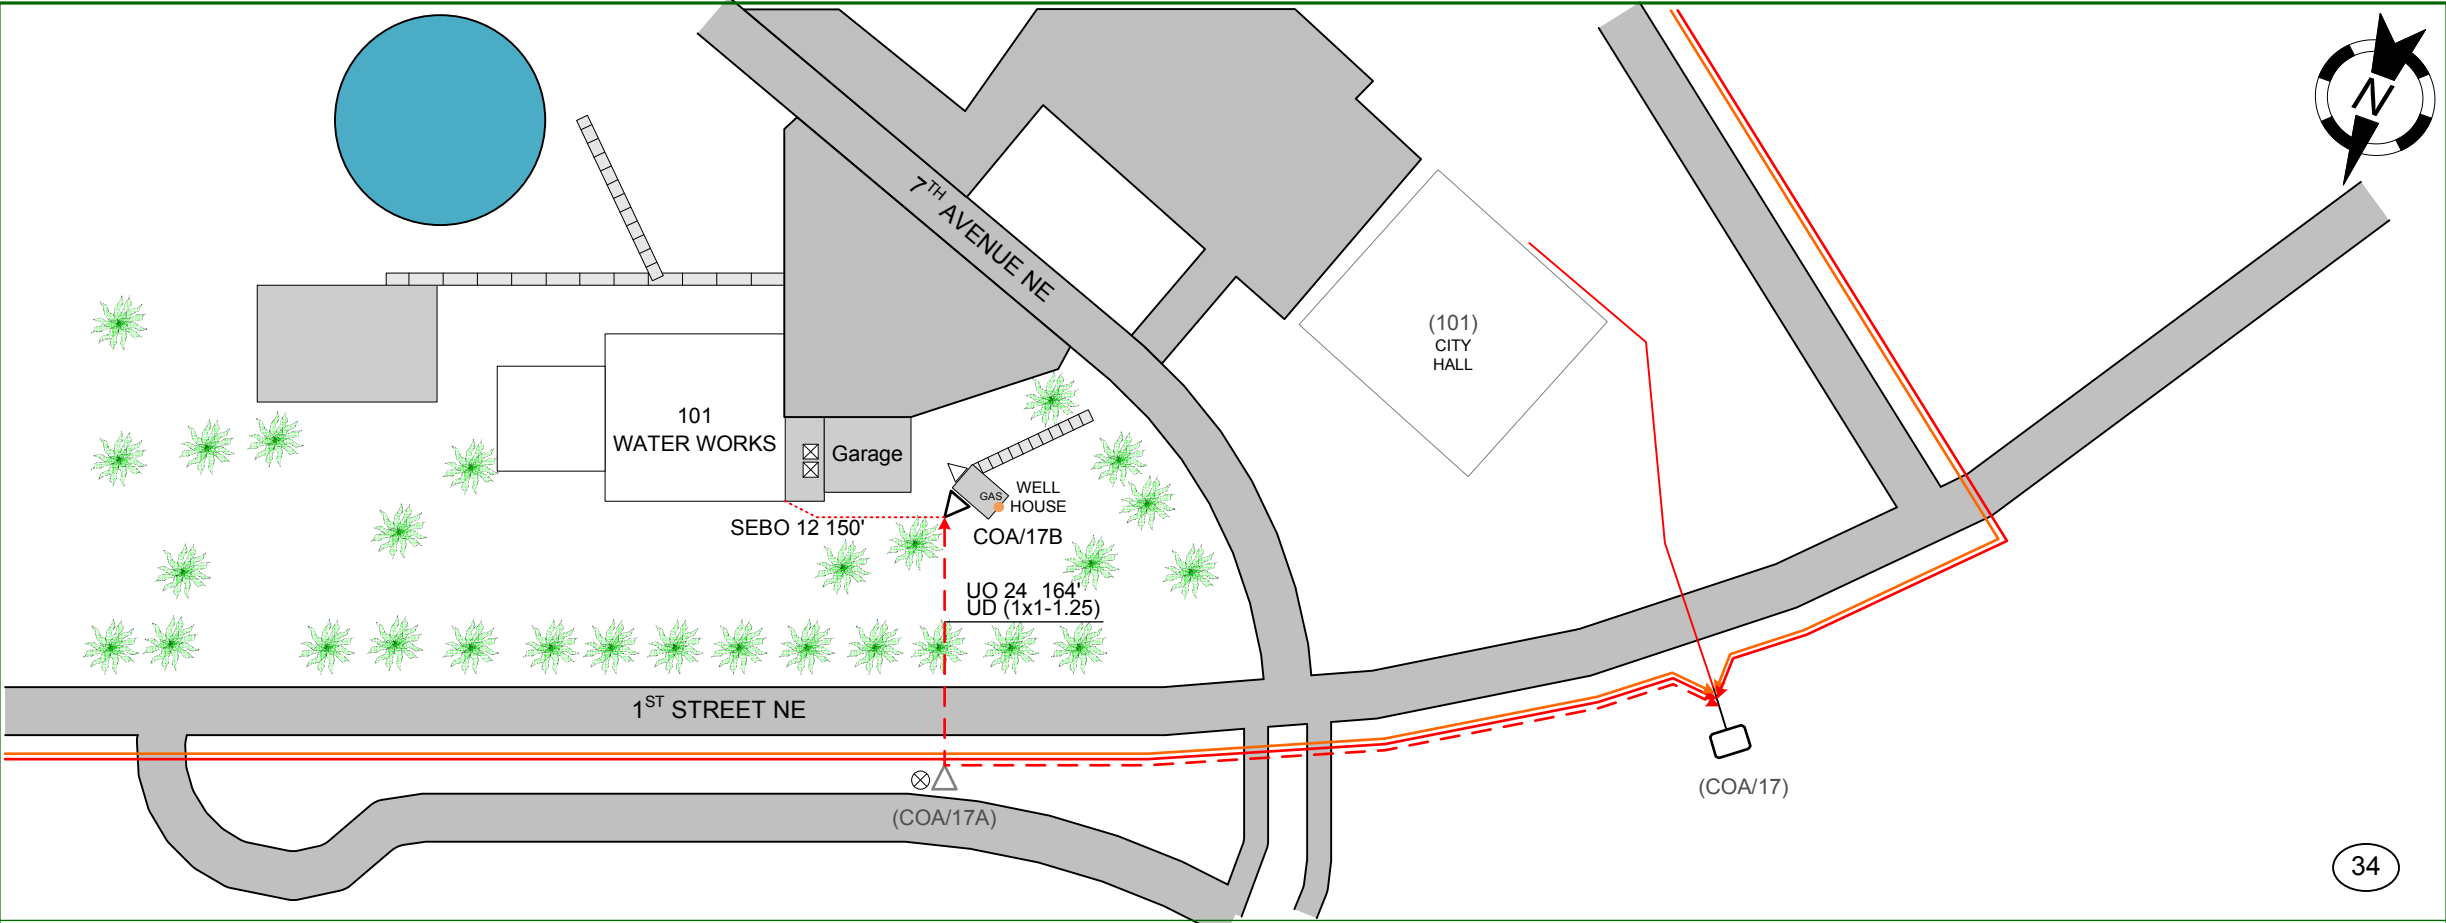 N
7TH AVENUE NE
(101)
CITY
HALL
101
WATER WORKS
Garage
GAS
WELL
HOUSE
SEBO 12 150'
COA/17B
UO 24 164'
UD (1x1-1.25)
1ST STREET NE
(COA/17)
(COA/17A)
34